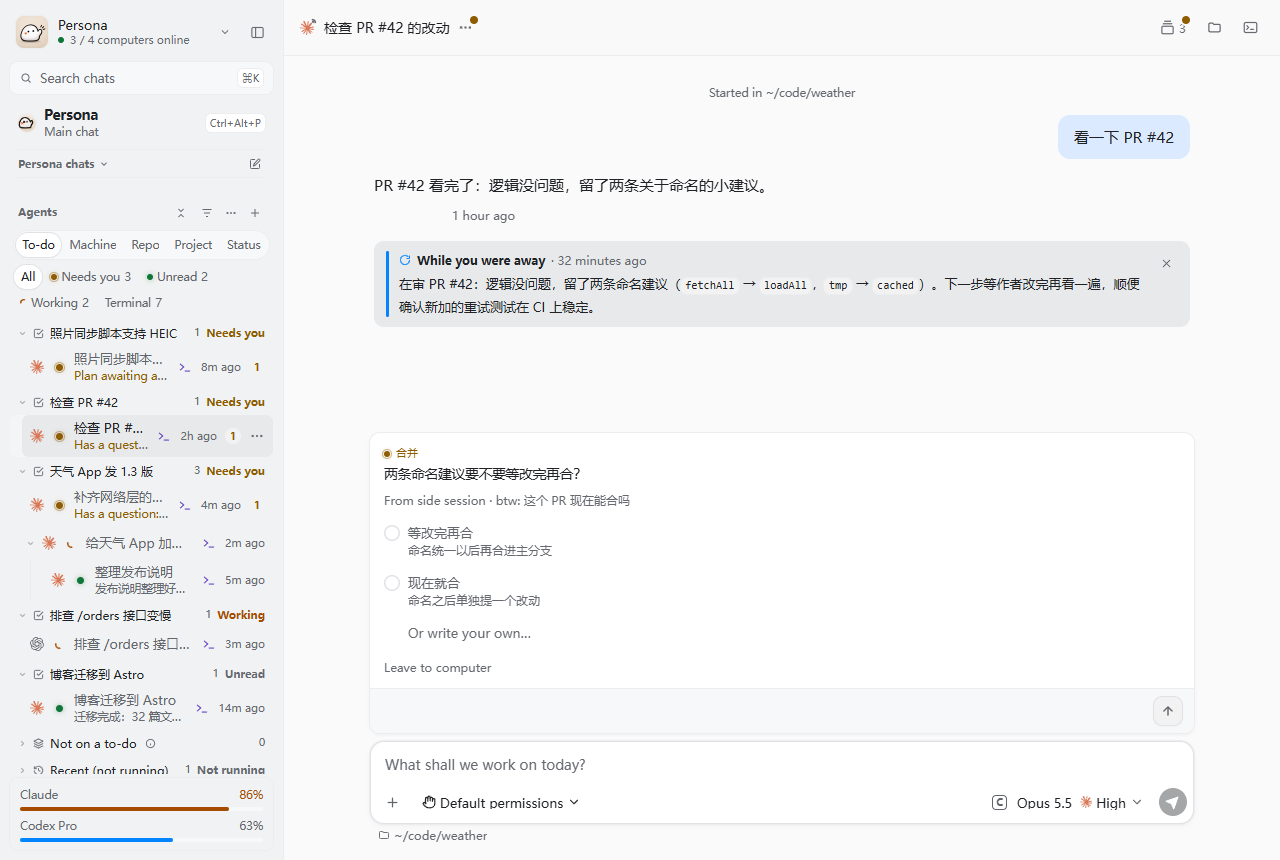 Persona
3 / 4 computers online
Search chats
⌘K
Persona
Main chat
Ctrl+Alt+P
Persona chats
Agents
To-do Machine Repo Project Status
All Needs you 3 Unread 2
Working 2 Terminal 7
照片同步脚本支持 HEIC 1 Needs you
照片同步脚本... 8m ago 1
Plan awaiting a...
检查 PR #42 1 Needs you
检查 PR #... 2h ago 1
Has a quest...
天气 App 发 1.3 版 3 Needs you
补齐网络层的... 4m ago 1
Has a question:...
给天气 App 加... 2m ago
整理发布说明 5m ago
发布说明整理好...
排查 /orders 接口变慢 1 Working
排查 /orders 接口... 3m ago
博客迁移到 Astro 1 Unread
博客迁移到 Astro 14m ago
迁移完成：32 篇文...
Not on a to-do 0
Recent (not running) 1 Not running
Claude 86%
Codex Pro 63%
检查 PR #42 的改动
3
Started in ~/code/weather
看一下 PR #42
PR #42 看完了：逻辑没问题，留了两条关于命名的小建议。
1 hour ago
While you were away · 32 minutes ago
在审 PR #42：逻辑没问题，留了两条命名建议（ fetchAll → loadAll ， tmp → cached ）。下一步等作者改完再看一遍，顺便
确认新加的重试测试在 CI 上稳定。
合并
两条命名建议要不要等改完再合？
From side session · btw: 这个 PR 现在能合吗
等改完再合
命名统一以后再合进主分支
现在就合
命名之后单独提一个改动
Or write your own...
Leave to computer
What shall we work on today?
Default permissions
C Opus 5.5 High
~/code/weather